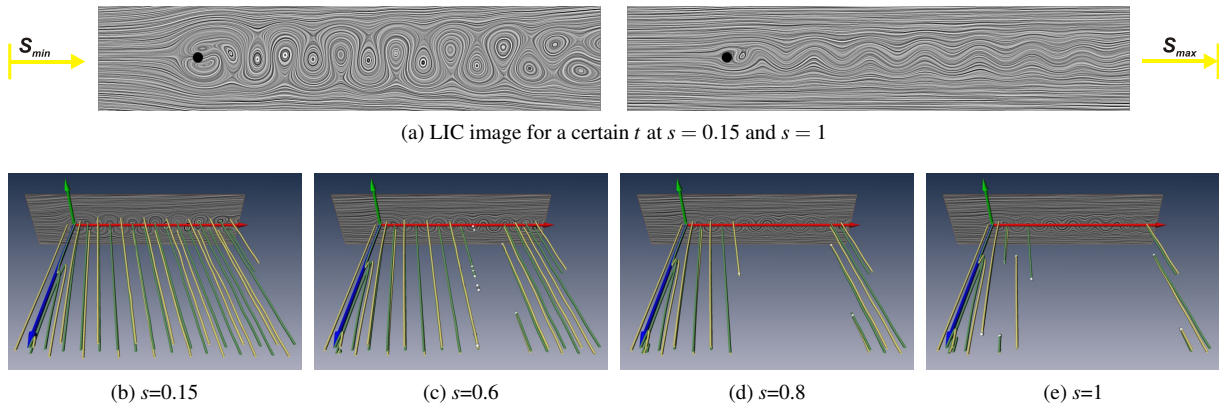 S_min
S_max
(a) LIC image for a certain t at s = 0.15 and s = 1
(b) s=0.15
(c) s=0.6
(d) s=0.8
(e) s=1